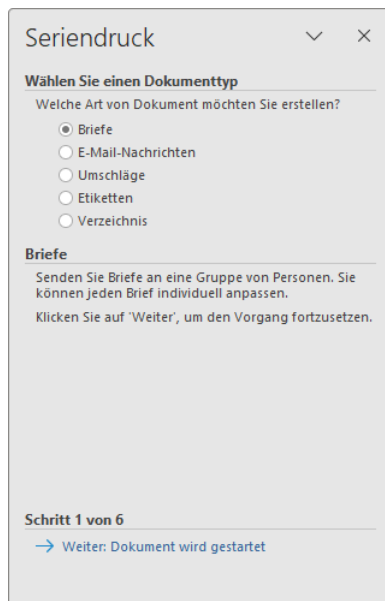 Seriendruck
Wählen Sie einen Dokumenttyp
Welche Art von Dokument möchten Sie erstellen?
Briefe
E-Mail-Nachrichten
Umschläge
Etiketten
Verzeichnis
Briefe
Senden Sie Briefe an eine Gruppe von Personen. Sie
können jeden Brief individuell anpassen.
Klicken Sie auf 'Weiter', um den Vorgang fortzusetzen.
Schritt 1 von 6
Weiter: Dokument wird gestartet